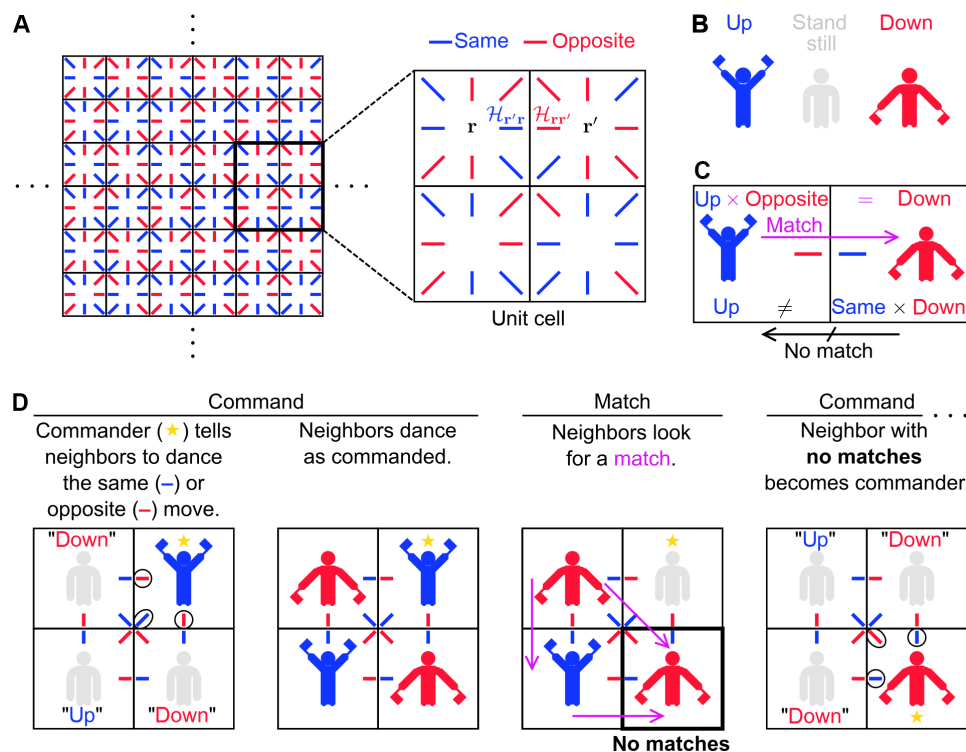 A
Same Opposite
ℋr′r ℋrr′
r r′
Unit cell
B
Up Stand still Down
C
Up × Opposite = Down
Match
Up ≠ Same × Down
No match
D
Command
Commander (★) tells
neighbors to dance
the same (–) or
opposite (–) move.
Neighbors dance
as commanded.
Match
Neighbors look
for a match.
Command
Neighbor with
no matches
becomes commander
"Down"
"Up" "Down"
No matches
"Up" "Down"
"Down"